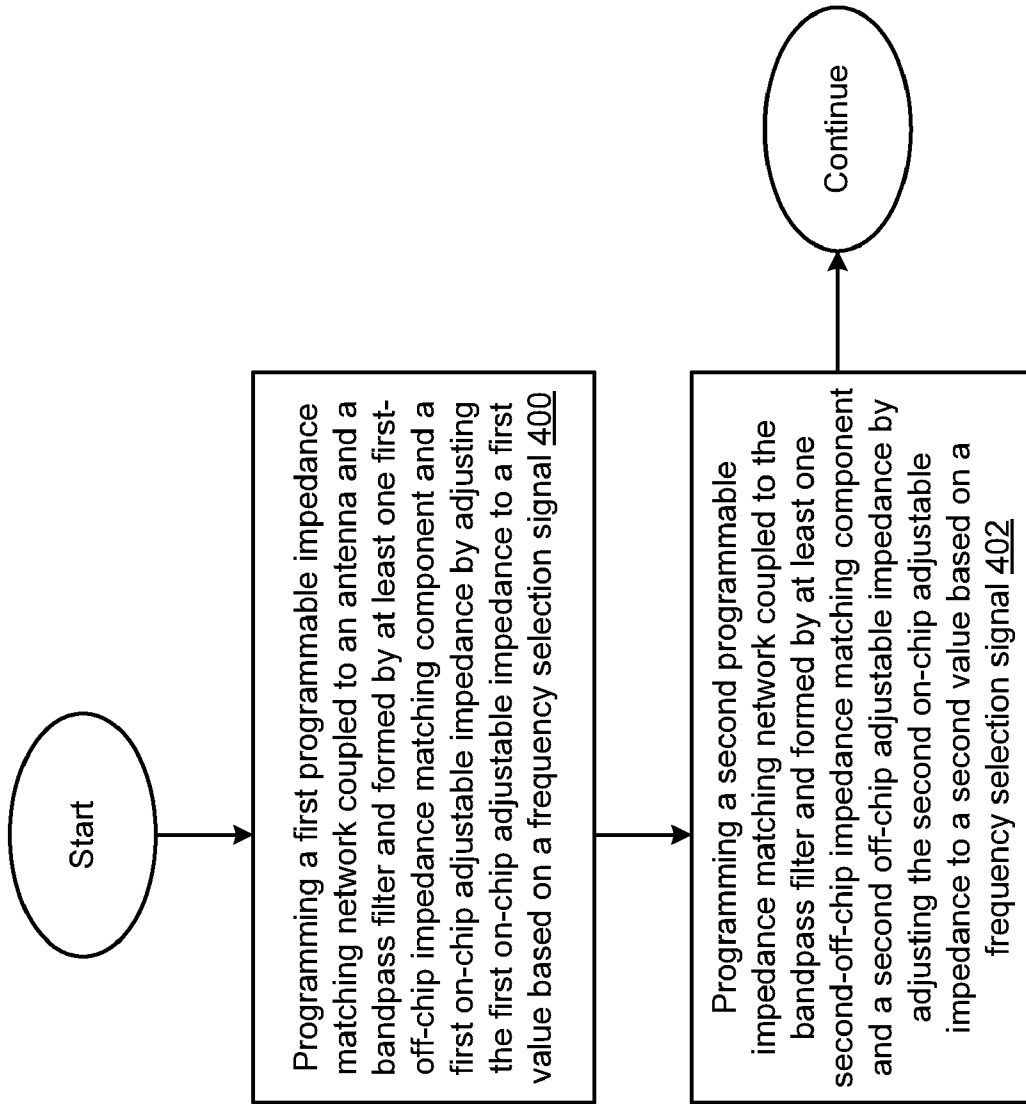 Start
Programming a first programmable impedance
matching network coupled to an antenna and a
bandpass filter and formed by at least one first-
off-chip impedance matching component and a
first on-chip adjustable impedance by adjusting
the first on-chip adjustable impedance to a first
value based on a frequency selection signal 400
Programming a second programmable
impedance matching network coupled to the
bandpass filter and formed by at least one
second-off-chip impedance matching component
and a second off-chip adjustable impedance by
adjusting the second on-chip adjustable
impedance to a second value based on a
frequency selection signal 402
Continue